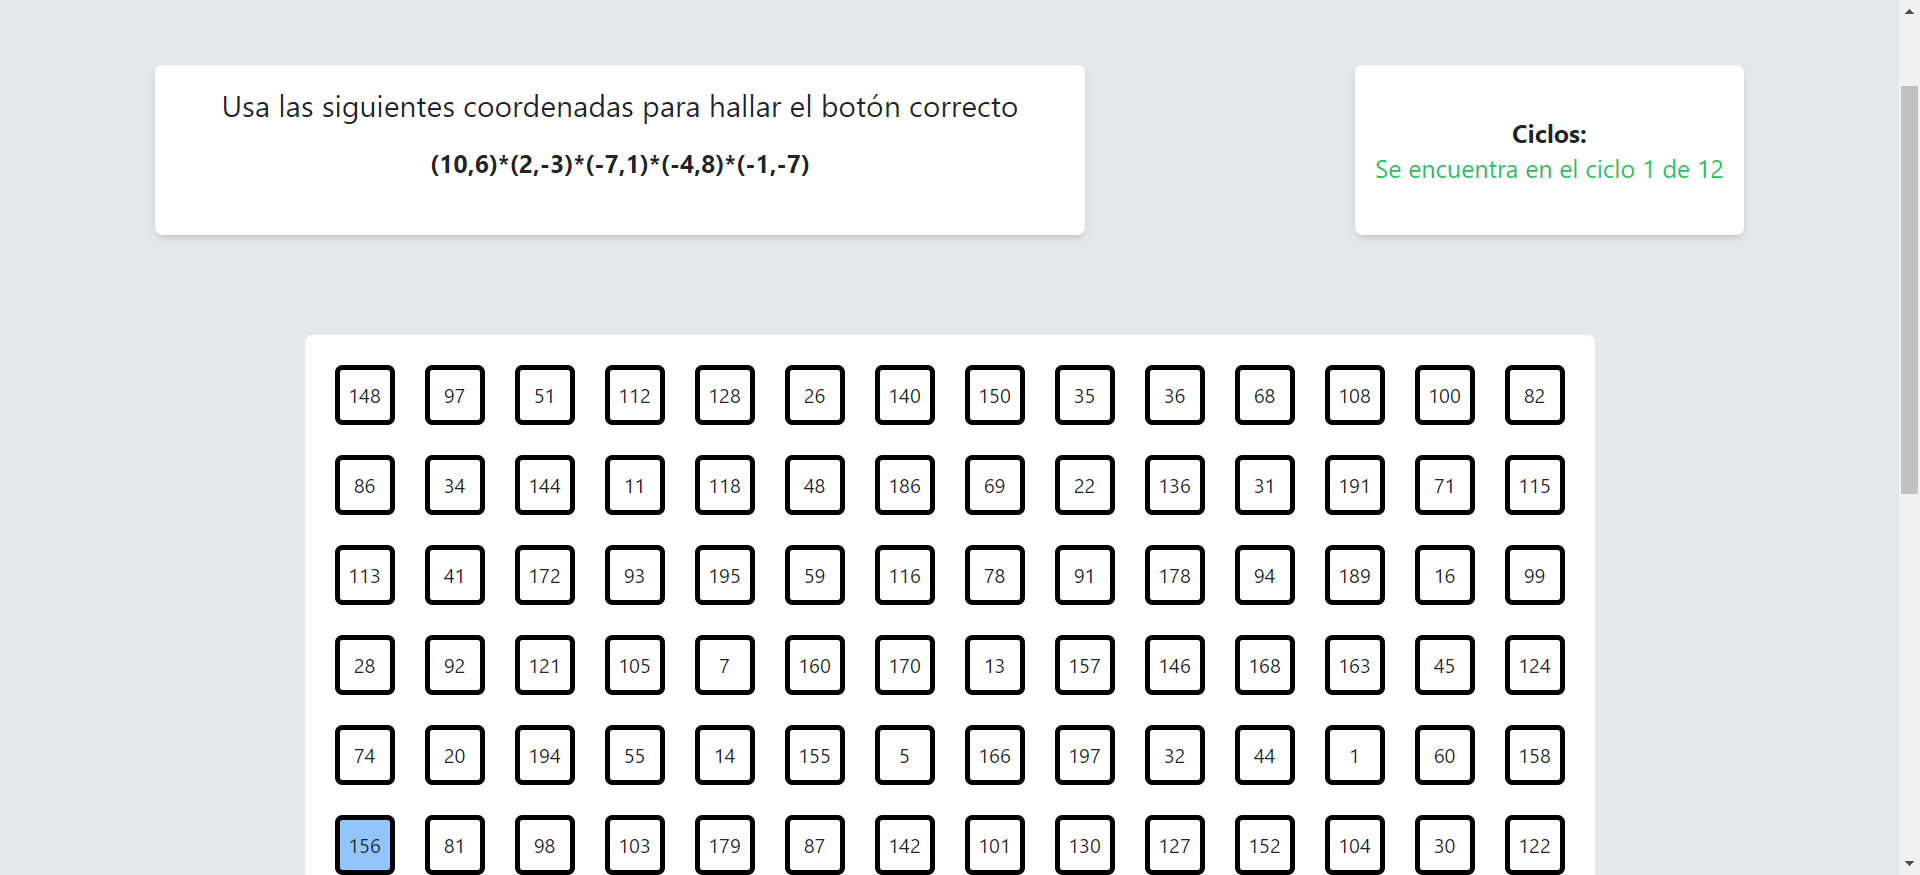 Usa las siguientes coordenadas para hallar el botón correcto
(10,6)*(2,-3)*(-7,1)*(-4,8)*(-1,-7)
Ciclos:
Se encuentra en el ciclo 1 de 12
148 97 51 112 128 26 140 150 35 36 68 108 100 82
86 34 144 11 118 48 186 69 22 136 31 191 71 115
113 41 172 93 195 59 116 78 91 178 94 189 16 99
28 92 121 105 7 160 170 13 157 146 168 163 45 124
74 20 194 55 14 155 5 166 197 32 44 1 60 158
156 81 98 103 179 87 142 101 130 127 152 104 30 122